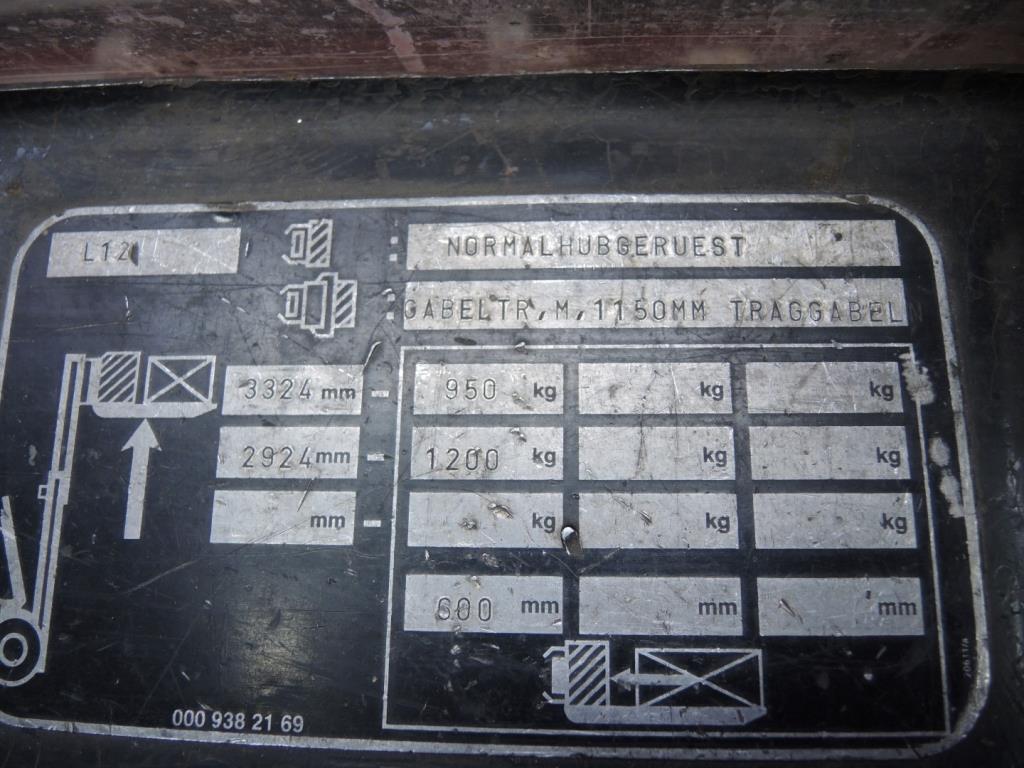 L12
NORMALHUBGERUEST
GABELTR,M,1150MM TRAGGABELN
3324 mm 950 kg kg kg
2924 mm 1200 kg kg kg
mm kg kg kg
600 mm mm mm
000 938 21 69